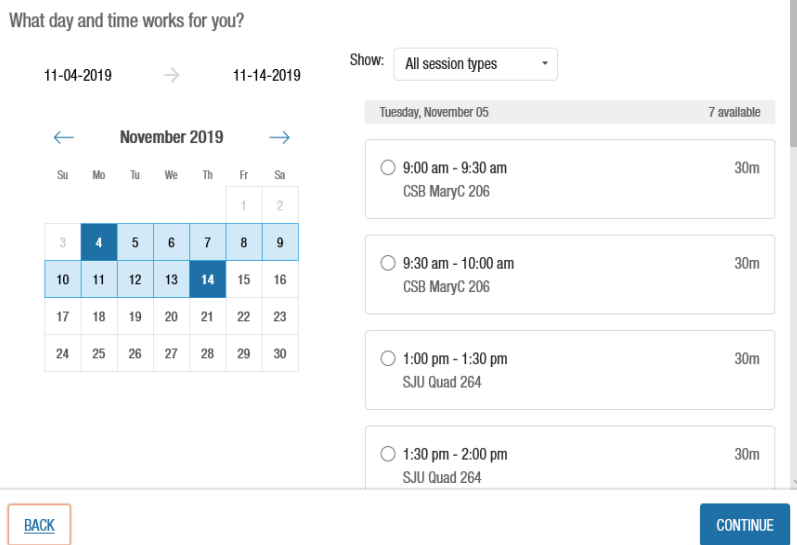 What day and time works for you?
11-04-2019 → 11-14-2019
← November 2019 →
Su Mo Tu We Th Fr Sa
1 2
3 4 5 6 7 8 9
10 11 12 13 14 15 16
17 18 19 20 21 22 23
24 25 26 27 28 29 30
Show: All session types
Tuesday, November 05 7 available
9:00 am - 9:30 am 30m
CSB MaryC 206
9:30 am - 10:00 am 30m
CSB MaryC 206
1:00 pm - 1:30 pm 30m
SJU Quad 264
1:30 pm - 2:00 pm 30m
SJU Quad 264
BACK CONTINUE